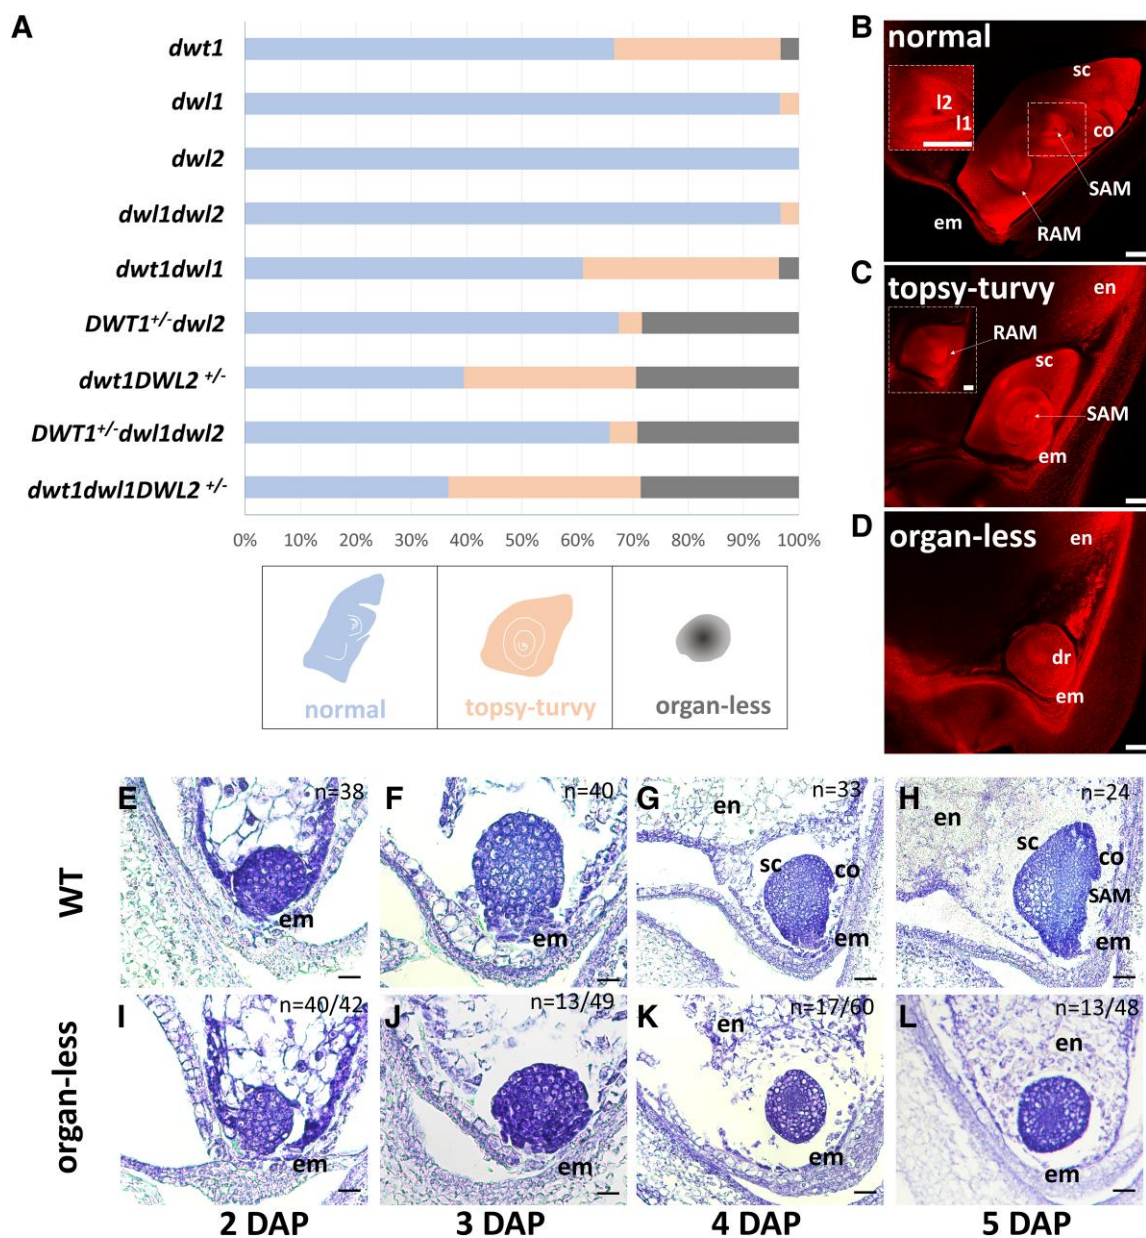 A
dwt1
dwl1
dwl2
dwl1dwl2
dwt1dwl1
DWT1+/-dwl2
dwt1DWL2 +/-
DWT1+/-dwl1dwl2
dwt1dwl1DWL2 +/-
0% 10% 20% 30% 40% 50% 60% 70% 80% 90% 100%
normal topsy-turvy organ-less
B normal
sc
l2
l1
co
SAM
em
RAM
C topsy-turvy
en
RAM
sc
SAM
em
D organ-less
en
dr
em
WT
E n=38
em
F n=40
em
G en n=33
sc co
em
H n=24
en
sc co
SAM
em
organ-less
I n=40/42
em
J n=13/49
em
K n=17/60
en
em
L n=13/48
en
em
2 DAP 3 DAP 4 DAP 5 DAP